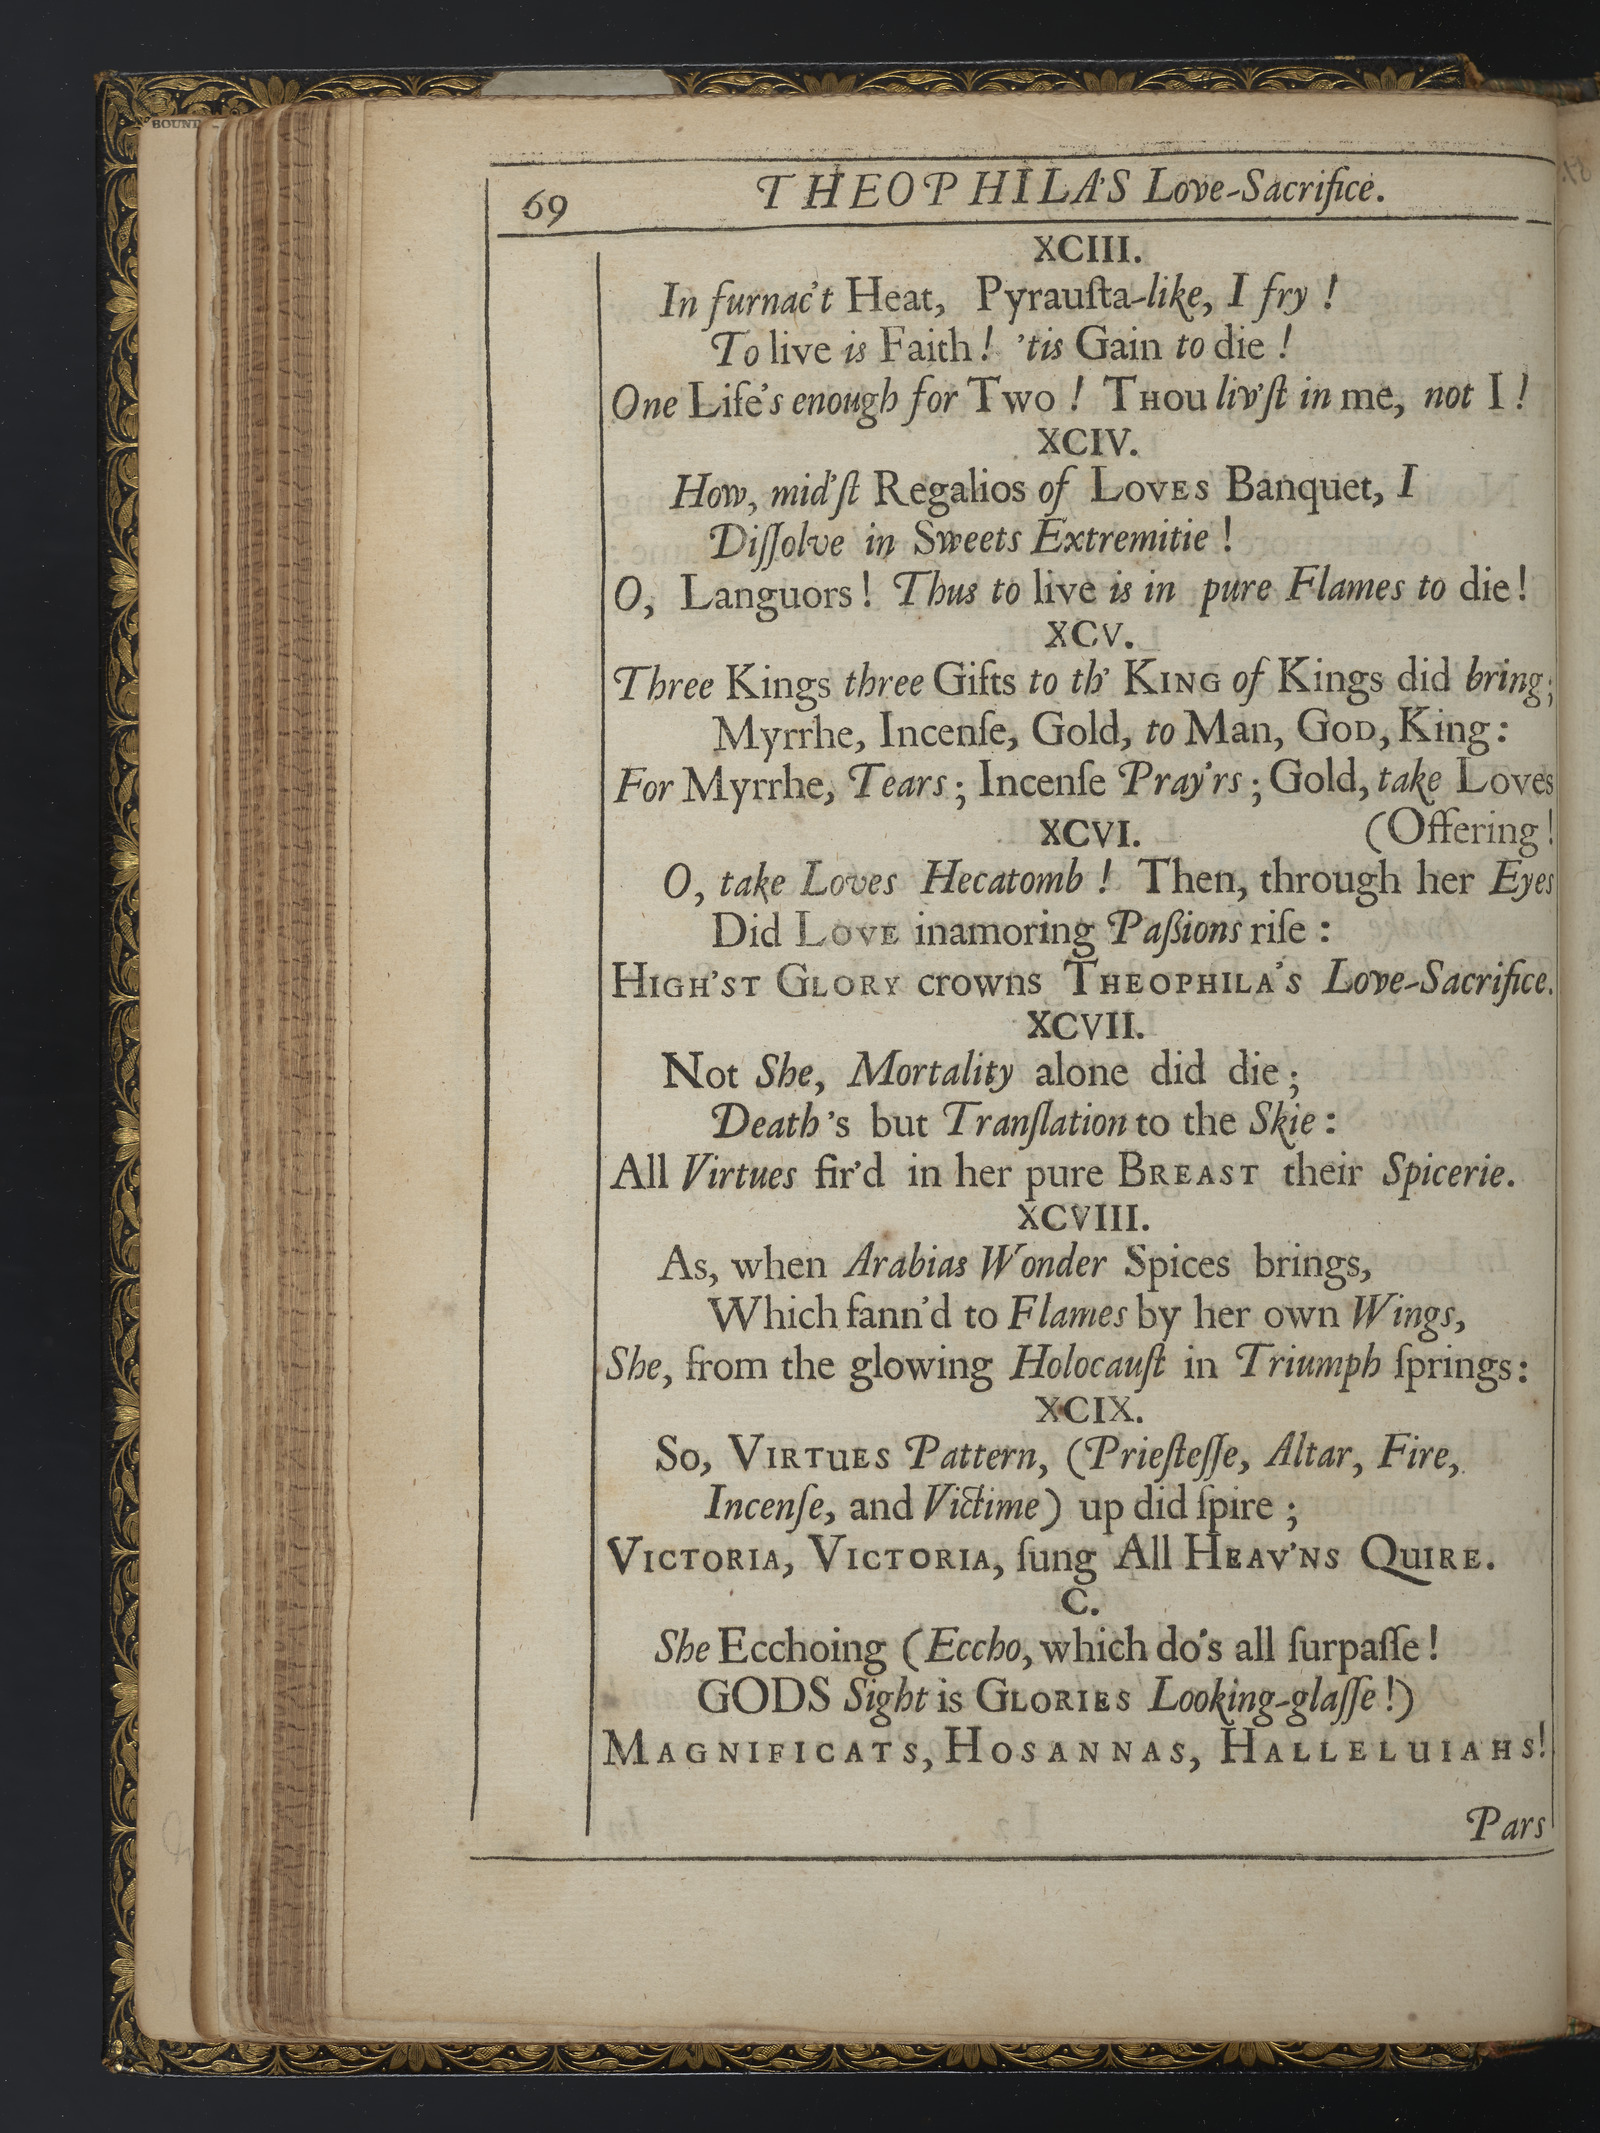 BOUND
69 THEOPHILA'S Love-Sacrifice.
XCIII.
In furnac't Heat, Pyrauſta-like, I fry !
To live is Faith ! 'tis Gain to die !
One Life's enough for Two ! THOU liv'ſt in me, not I !
XCIV.
How, mid'ſt Regalios of LOVES Banquet, I
Diſſolve in Sweets Extremitie !
O, Languors ! Thus to live is in pure Flames to die !
XCV.
Three Kings three Gifts to th' KING of Kings did bring;
Myrrhe, Incenſe, Gold, to Man, GOD, King :
For Myrrhe, Tears ; Incenſe Pray'rs ; Gold, take Loves
XCVI. (Offering !
O, take Loves Hecatomb ! Then, through her Eyes
Did LOVE inamoring Paſsions riſe :
HIGH'ST GLORY crowns THEOPHILA'S Love-Sacrifice.
XCVII.
Not She, Mortality alone did die ;
Death's but Tranſlation to the Skie :
All Virtues fir'd in her pure BREAST their Spicerie.
XCVIII.
As, when Arabias Wonder Spices brings,
Which fann'd to Flames by her own Wings,
She, from the glowing Holocauſt in Triumph ſprings :
XCIX.
So, VIRTUES Pattern, (Prieſteſſe, Altar, Fire,
Incenſe, and Victime) up did ſpire ;
VICTORIA, VICTORIA, ſung All HEAV'NS QUIRE.
C.
She Ecchoing (Eccho, which do's all ſurpaſſe !
GODS Sight is GLORIES Looking-glaſſe !)
MAGNIFICATS, HOSANNAS, HALLELUIAHS !
Pars